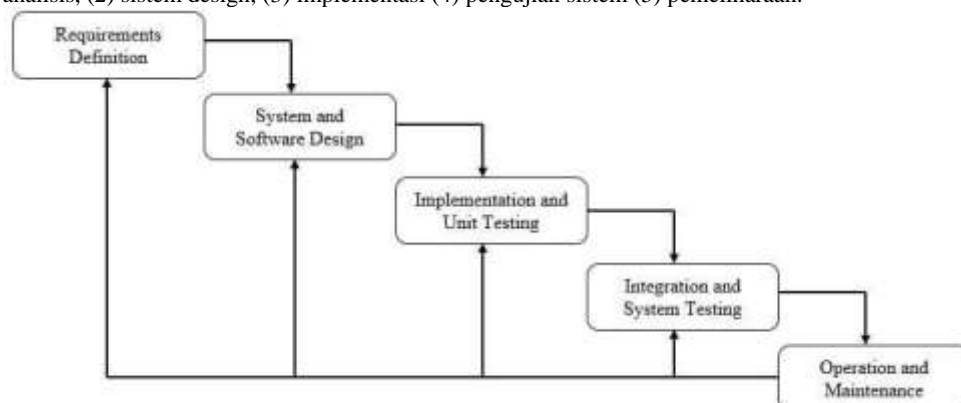 analisis, (2) sistem design, (3) implementasi (4) pengujian sistem (5) pemeliharaan.
Requirements
Definition
System and
Software Design
Implementation and
Unit Testing
Integration and
System Testing
Operation and
Maintenance